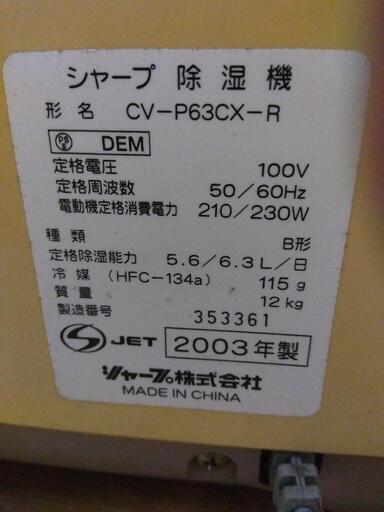 シャープ 除湿機
形名 CV-P63CX-R
PS E DEM
定格電圧 100V
定格周波数 50/60Hz
電動機定格消費電力 210/230W
種類 B形
定格除湿能力 5.6/6.3L/日
冷媒 (HFC-134a) 115g
質量 12kg
製造番号 353361
S JET 2003年製
シャープ株式会社
MADE IN CHINA